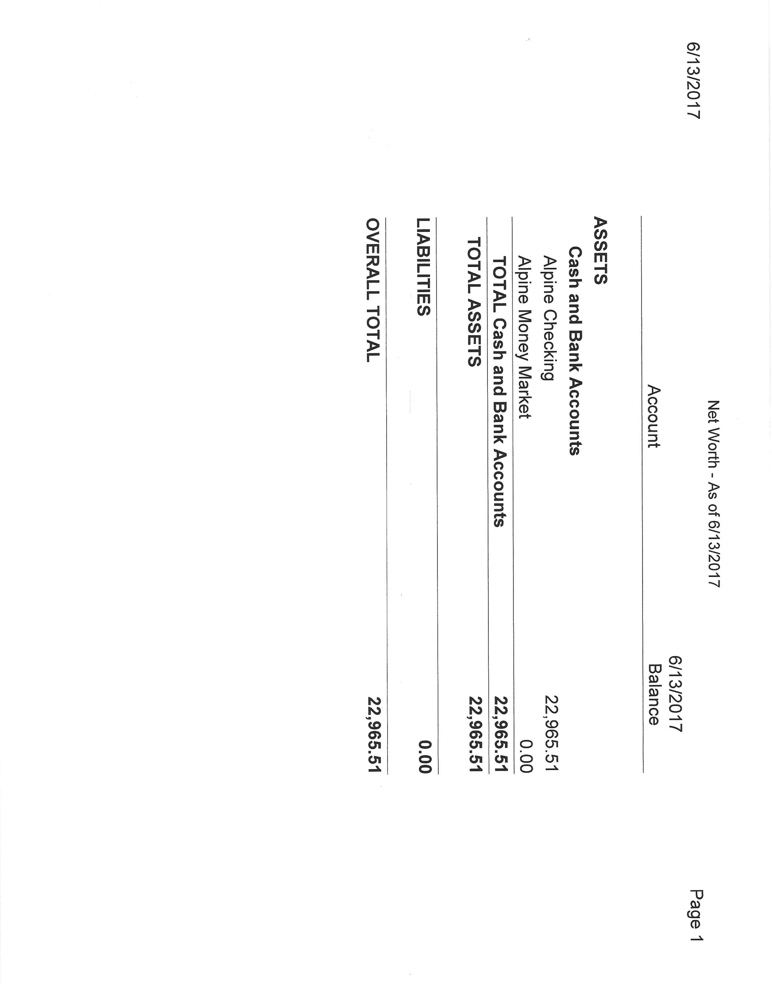 Net Worth - As of 6/13/2017
6/13/2017 Page 1
6/13/2017
Account Balance
ASSETS
Cash and Bank Accounts
Alpine Checking 22,965.51
Alpine Money Market 0.00
TOTAL Cash and Bank Accounts 22,965.51
TOTAL ASSETS 22,965.51
LIABILITIES 0.00
OVERALL TOTAL 22,965.51